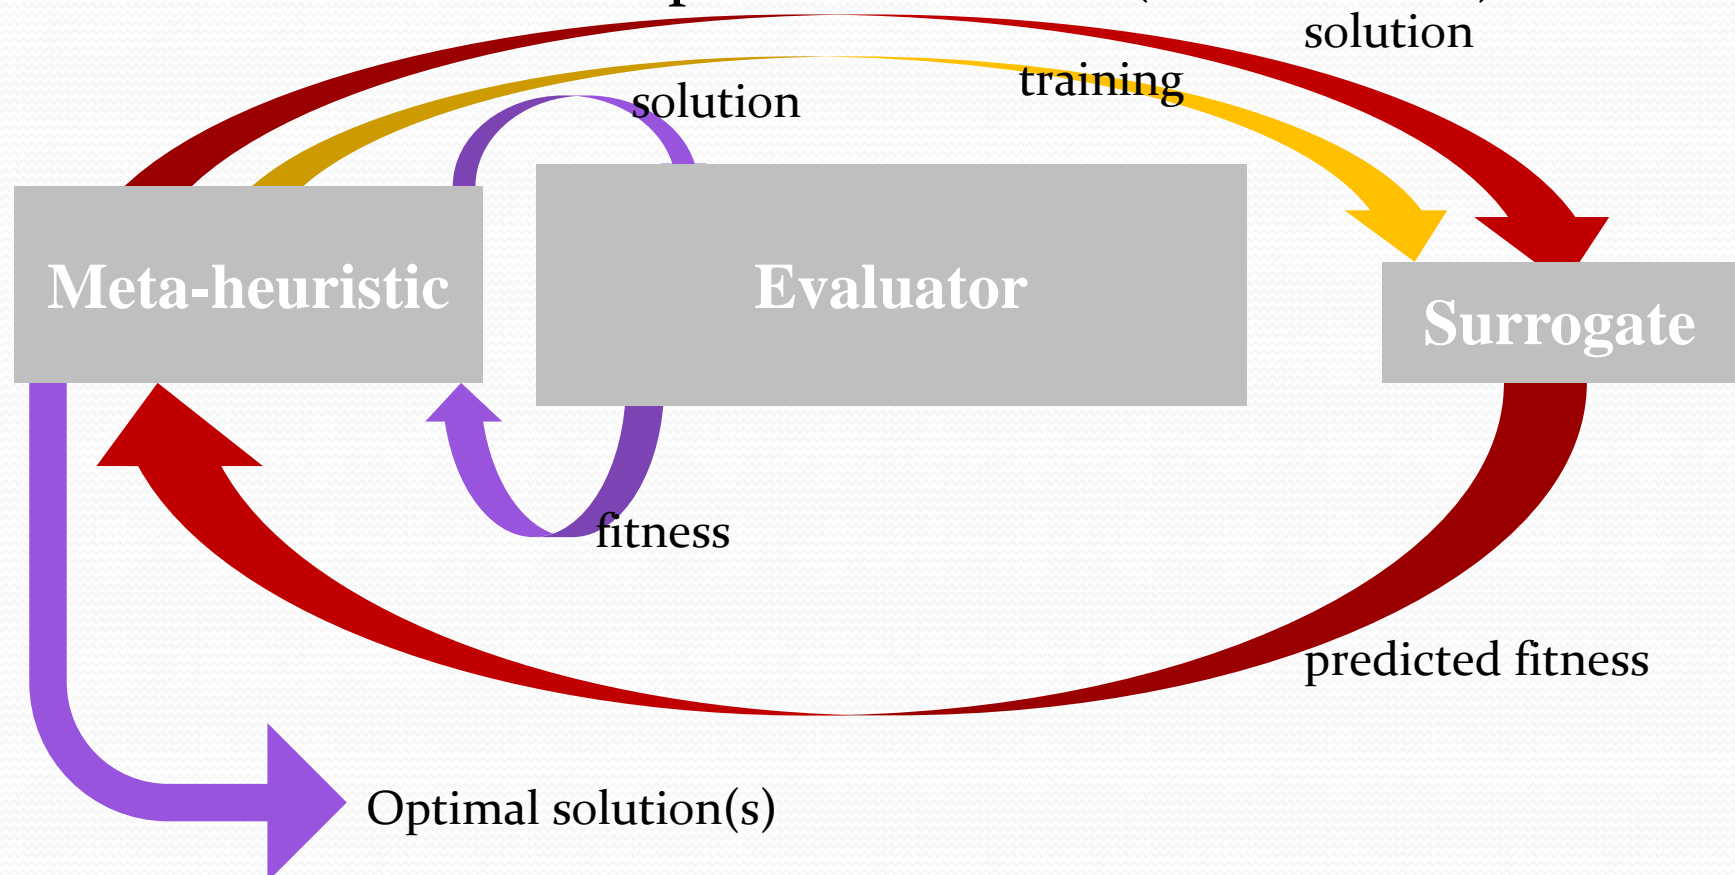 solution
training
solution
Meta-heuristic
Evaluator
Surrogate
fitness
predicted fitness
Optimal solution(s)